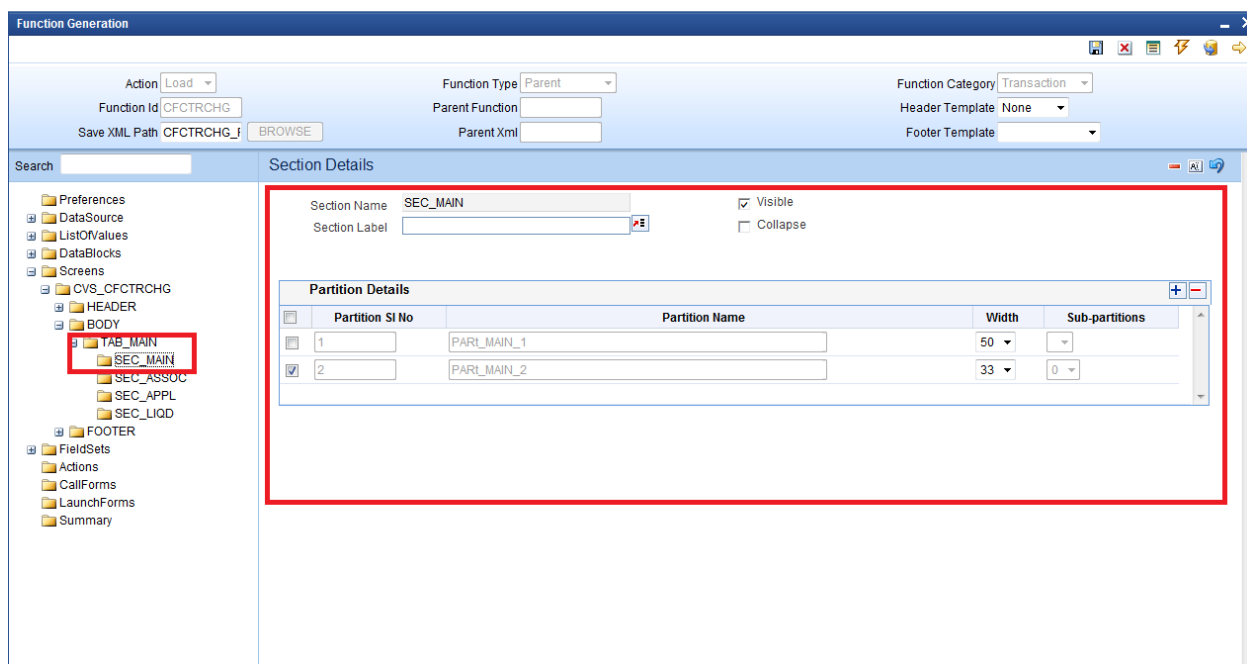 Function Generation
Action Load Function Type Parent Function Category Transaction
Function Id CFCTRCHG Parent Function Header Template None
Save XML Path CFCTRCHG_ BROWSE Parent Xml Footer Template
Search Section Details
Preferences
DataSource
ListOfValues
DataBlocks
Screens
CVS_CFCTRCHG
HEADER
BODY
TAB_MAIN
SEC_MAIN
SEC_ASSOC
SEC_APPL
SEC_LIQD
FOOTER
FieldSets
Actions
CallForms
LaunchForms
Summary
Section Name SEC_MAIN Visible
Section Label Collapse
Partition Details
Partition Sl No Partition Name Width Sub-partitions
1 PARt_MAIN_1 50
2 PARt_MAIN_2 33 0